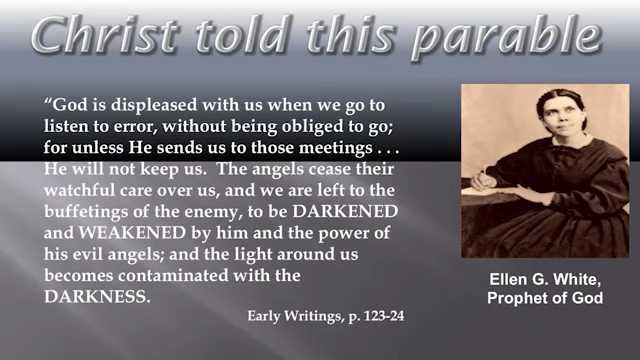 Christ told this parable
“God is displeased with us when we go to
listen to error, without being obliged to go;
for unless He sends us to those meetings . . .
He will not keep us.  The angels cease their
watchful care over us, and we are left to the
buffetings of the enemy, to be DARKENED
and WEAKENED by him and the power of
his evil angels; and the light around us
becomes contaminated with the
DARKNESS.
Early Writings, p. 123-24
Ellen G. White,
Prophet of God